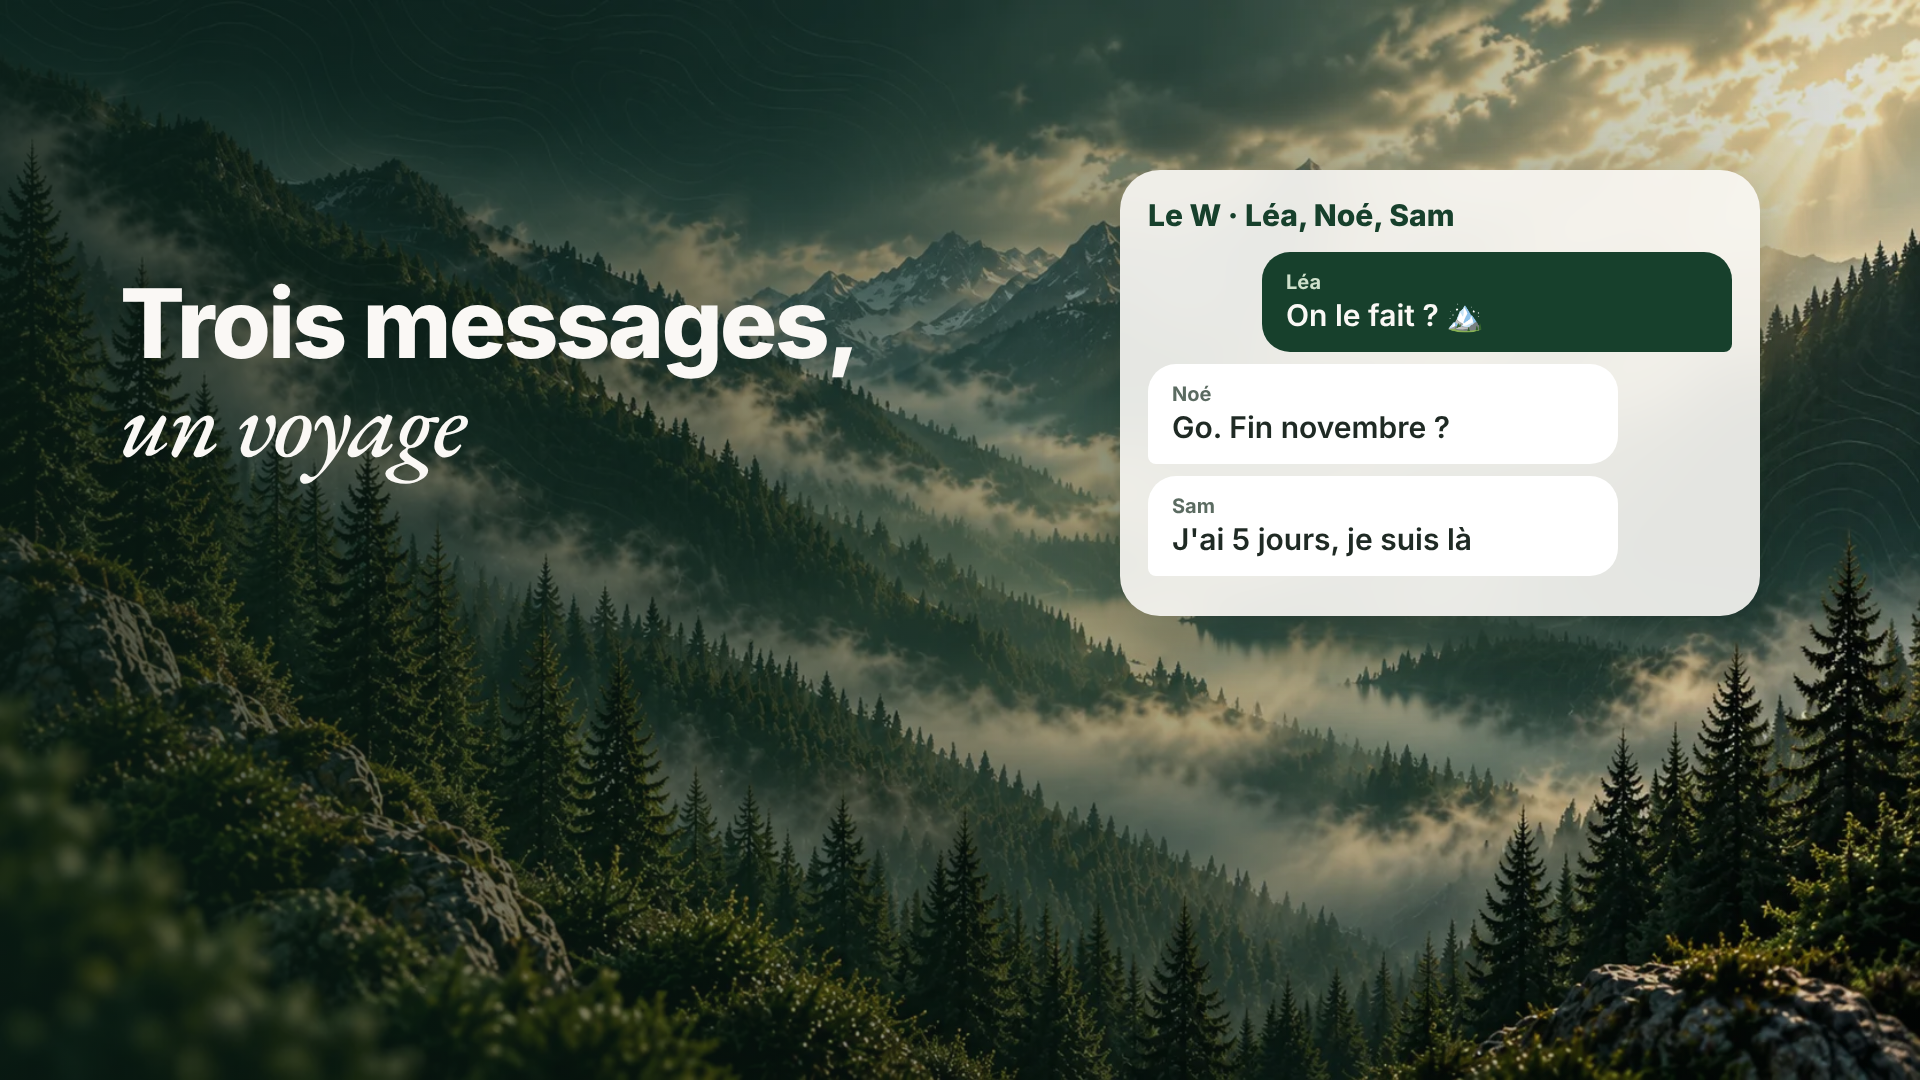 Trois messages,
un voyage
Le W · Léa, Noé, Sam
Léa
On le fait ? 🏔️
Noé
Go. Fin novembre ?
Sam
J'ai 5 jours, je suis là